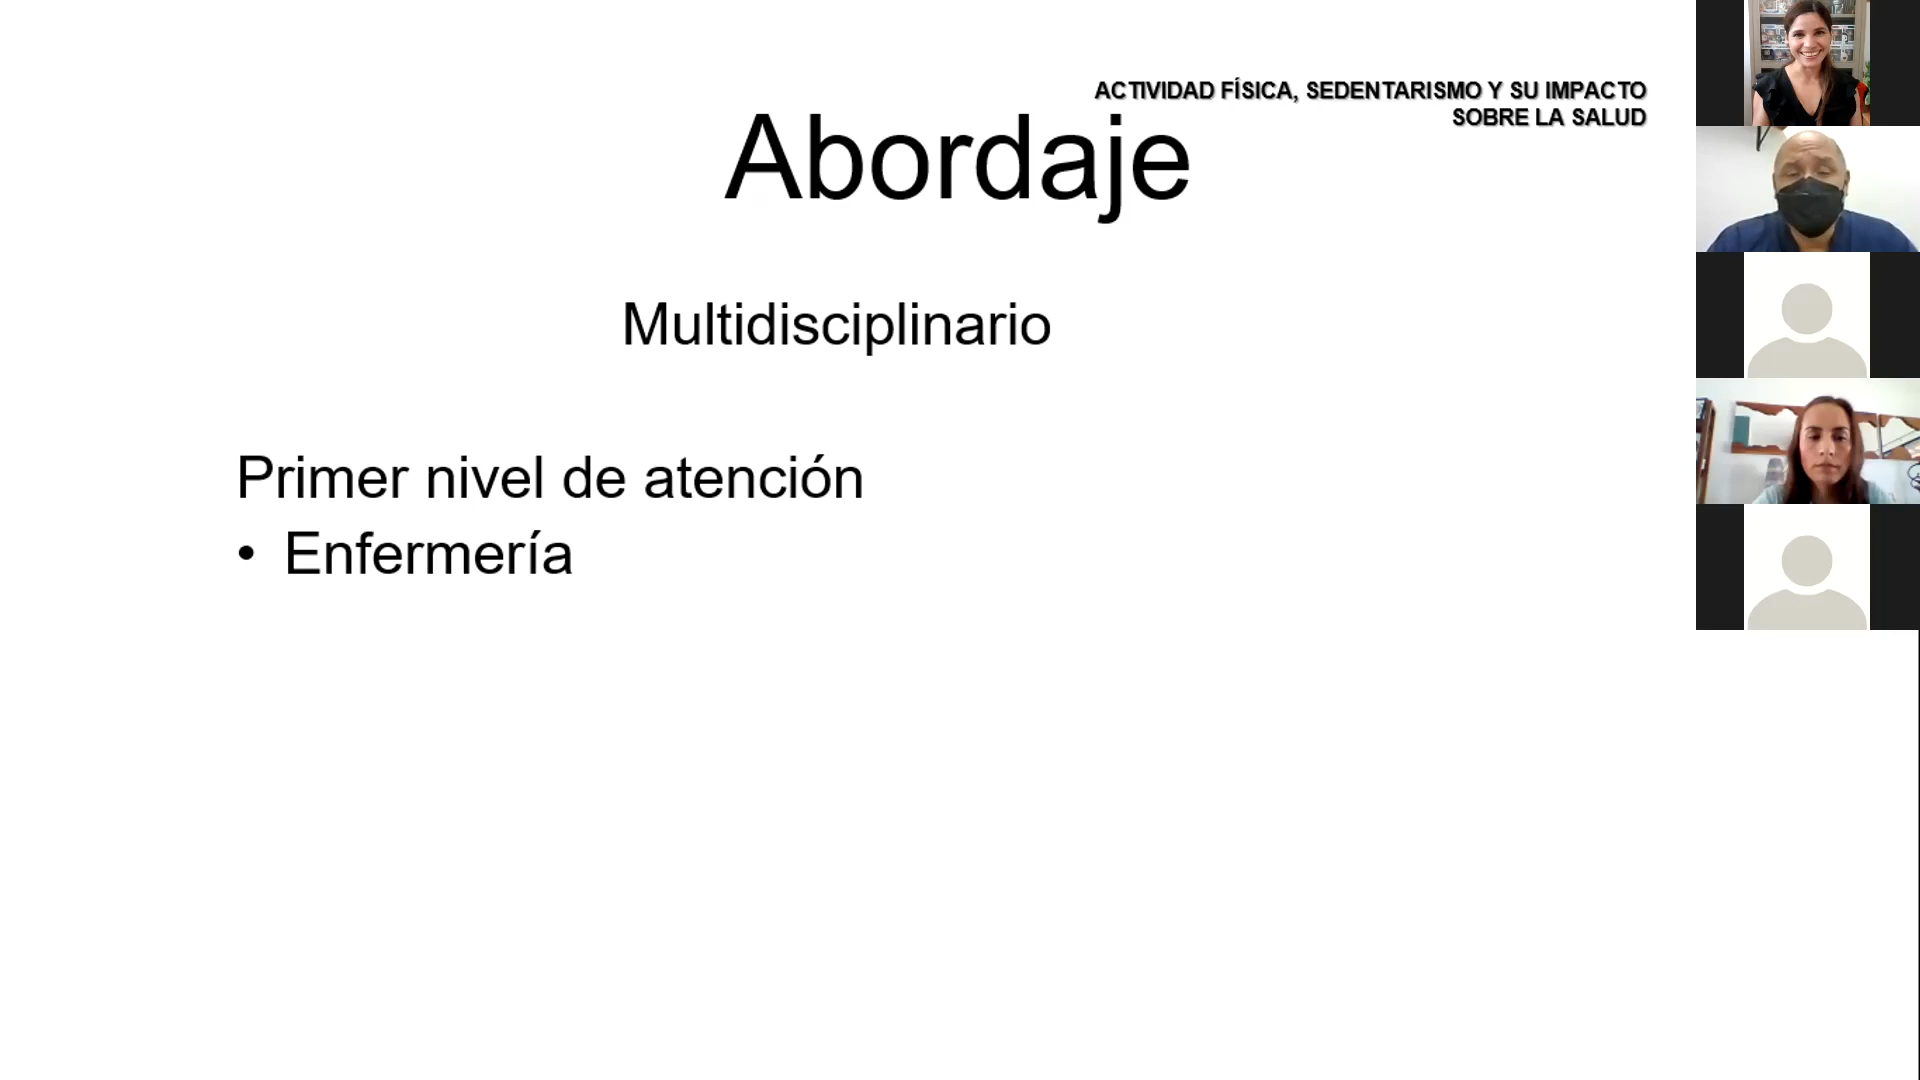 ACTIVIDAD FÍSICA, SEDENTARISMO Y SU IMPACTO
SOBRE LA SALUD
Abordaje
Multidisciplinario
Primer nivel de atención
• Enfermería